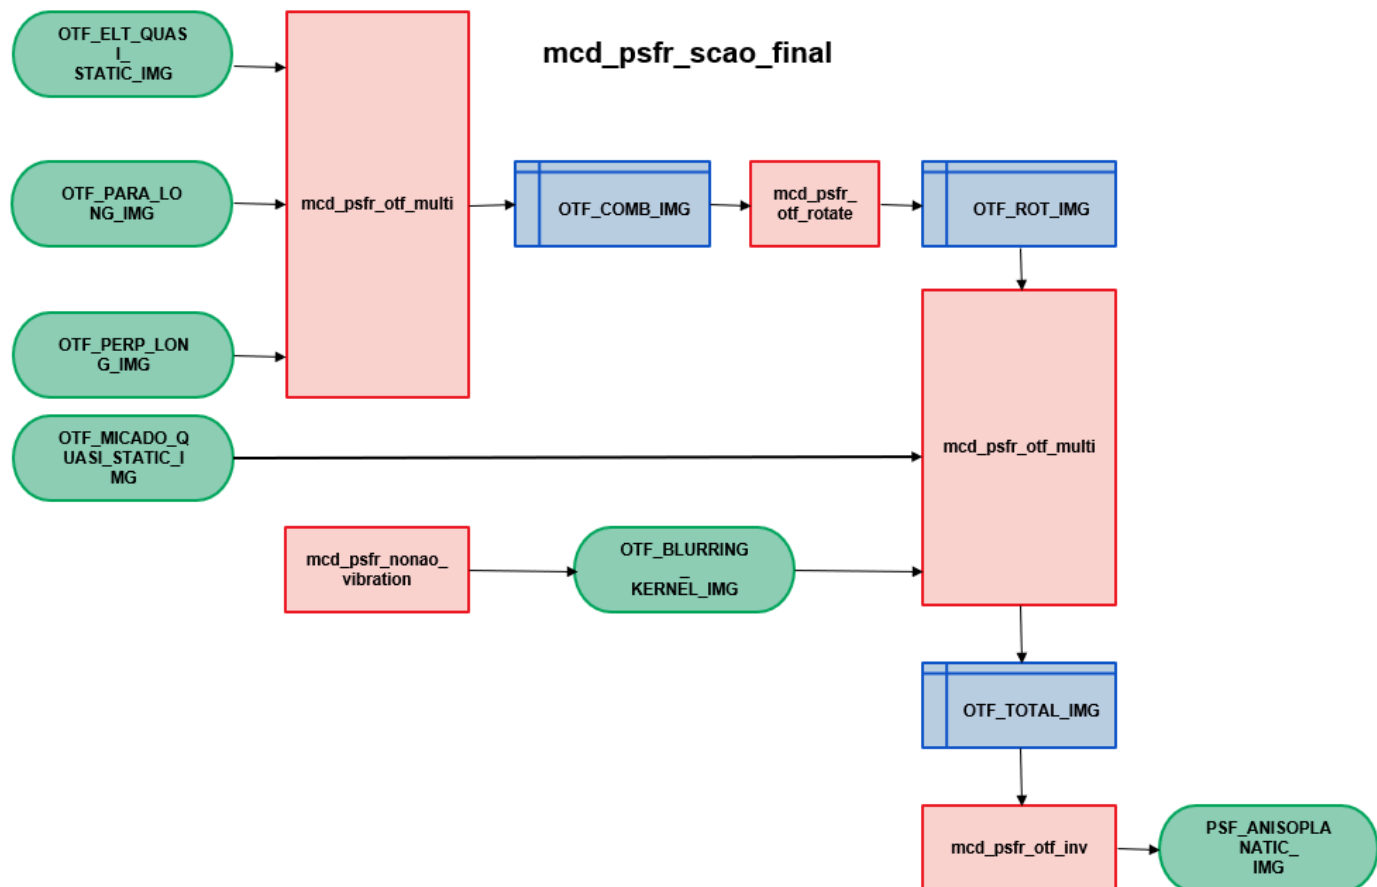 OTF_ELT_QUAS
I_
STATIC_IMG
mcd_psfr_scao_final
OTF_PARA_LO
NG_IMG
mcd_psfr_otf_multi
OTF_COMB_IMG
mcd_psfr_
otf_rotate
OTF_ROT_IMG
OTF_PERP_LON
G_IMG
OTF_MICADO_Q
UASI_STATIC_I
MG
mcd_psfr_otf_multi
mcd_psfr_nonao_
vibration
OTF_BLURRING
_
KERNEL_IMG
OTF_TOTAL_IMG
mcd_psfr_otf_inv
PSF_ANISOPLA
NATIC_
IMG